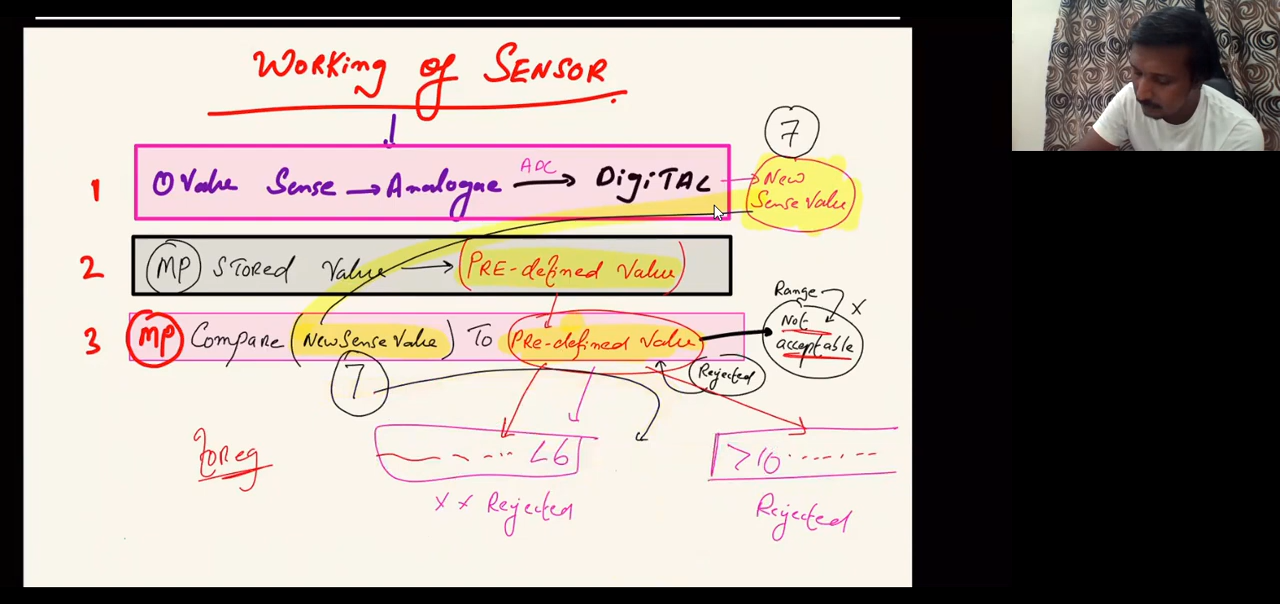 WORKING of SENSOR
7
1 ① Value Sense → Analogue ADC → DigiTAL
New
Sense Value
2 MP STORed Value → (PRE-defined Value)
Range X
Not
acceptable
3 MP Compare (New Sense Value) To PRE-defined Value
Rejected
7
<6
>10
X X Rejected
Rejected